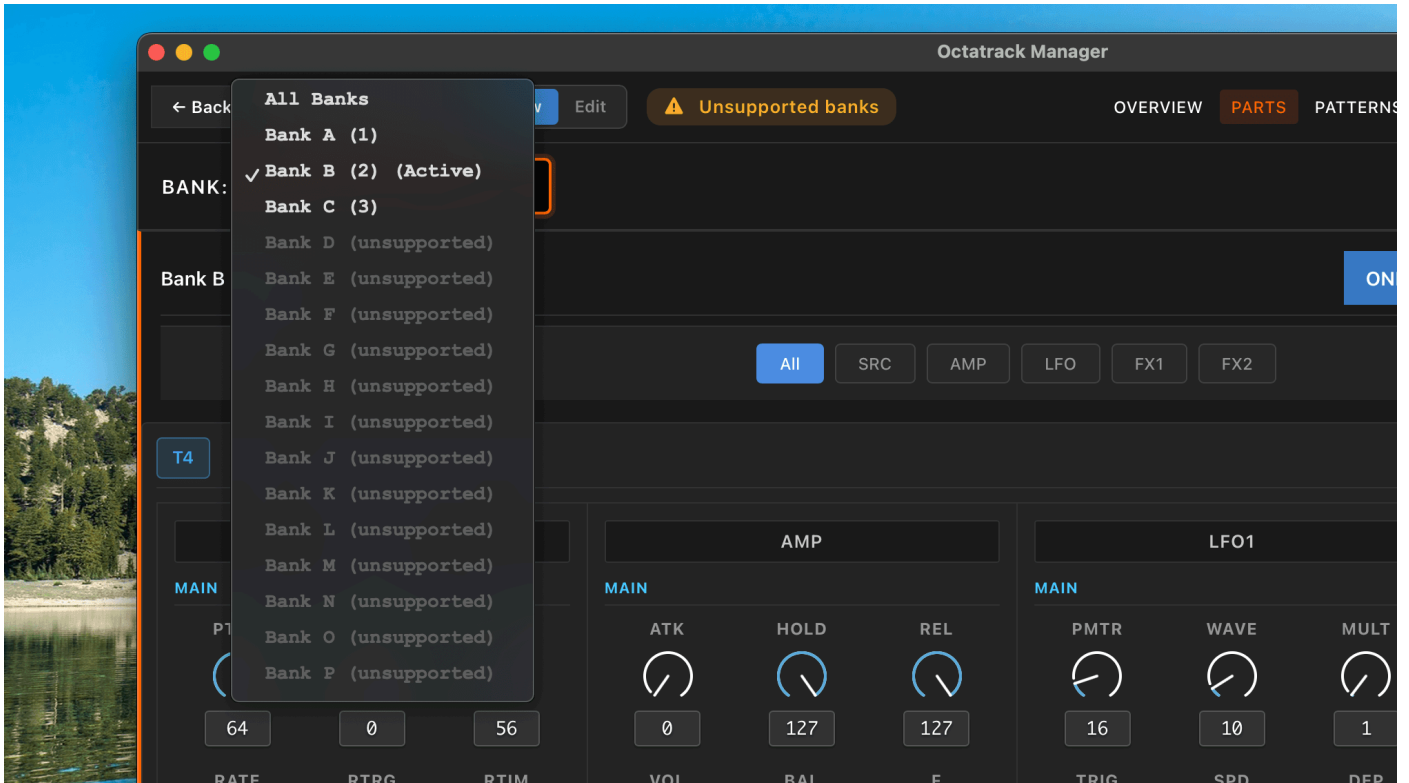 Octatrack Manager
← Back
Edit
Unsupported banks
OVERVIEW PARTS PATTERNS
BANK:
All Banks
Bank A (1)
Bank B (2) (Active)
Bank C (3)
Bank D (unsupported)
Bank E (unsupported)
Bank F (unsupported)
Bank G (unsupported)
Bank H (unsupported)
Bank I (unsupported)
Bank J (unsupported)
Bank K (unsupported)
Bank L (unsupported)
Bank M (unsupported)
Bank N (unsupported)
Bank O (unsupported)
Bank P (unsupported)
Bank B
All SRC AMP LFO FX1 FX2
T4
AMP LFO1
MAIN MAIN MAIN
ATK HOLD REL PMTR WAVE MULT
64 0 56 0 127 127 16 10 1
RATE RTRG RTIM VOL BAL F TRIG SPD DEP